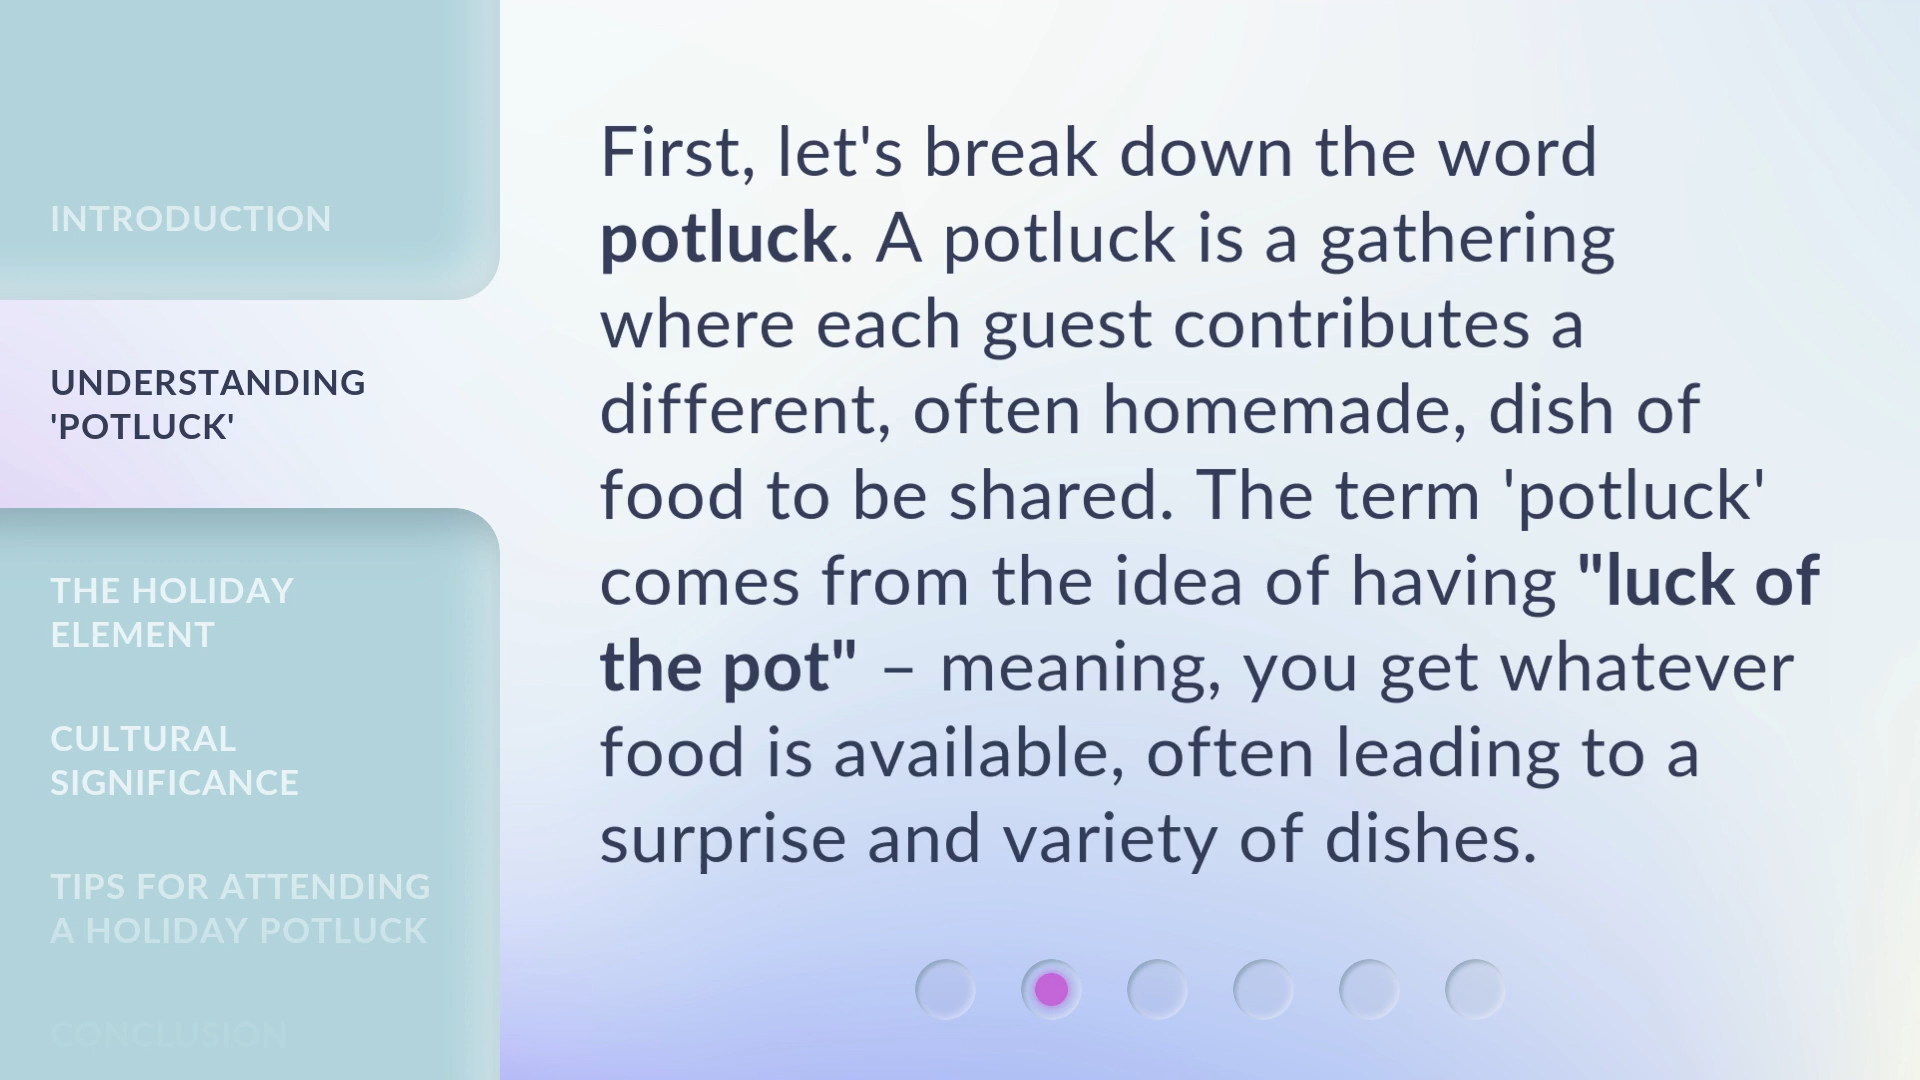 INTRODUCTION
UNDERSTANDING
'POTLUCK'
THE HOLIDAY
ELEMENT
CULTURAL
SIGNIFICANCE
TIPS FOR ATTENDING
A HOLIDAY POTLUCK
CONCLUSION
First, let's break down the word
potluck. A potluck is a gathering
where each guest contributes a
different, often homemade, dish of
food to be shared. The term 'potluck'
comes from the idea of having "luck of
the pot" – meaning, you get whatever
food is available, often leading to a
surprise and variety of dishes.